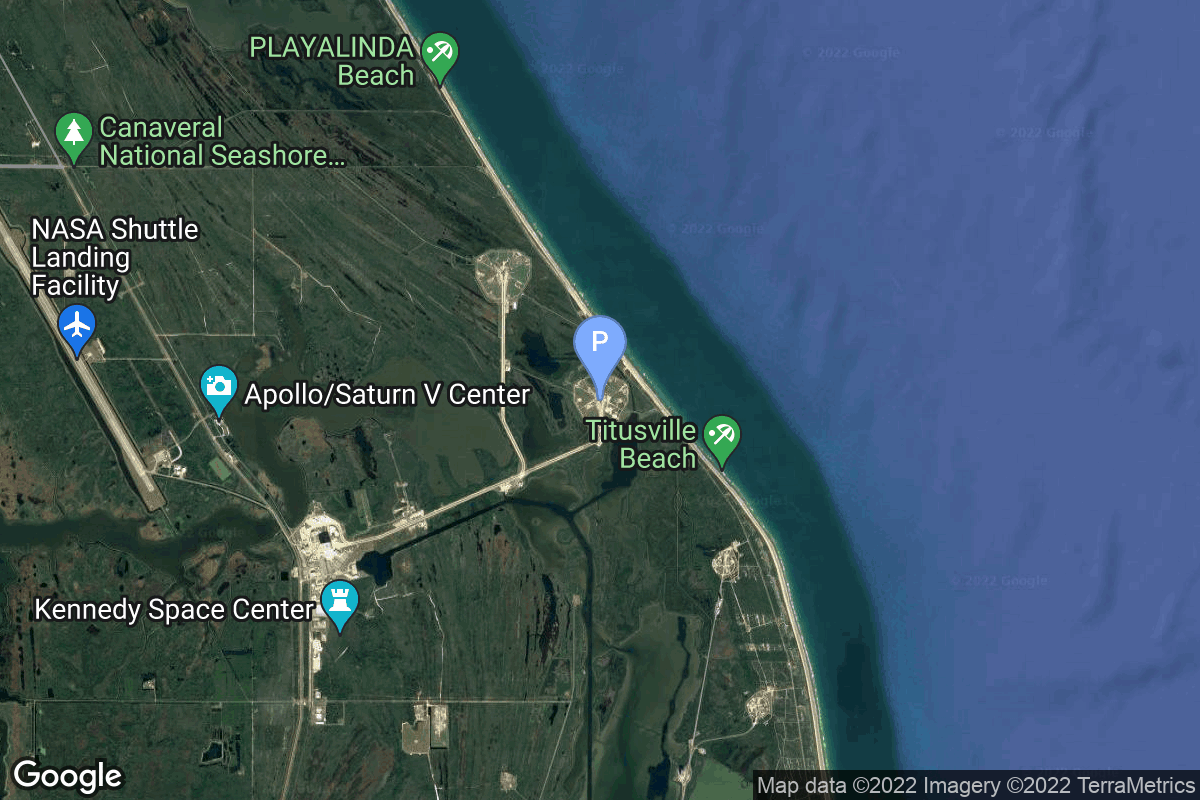 PLAYALINDA
Beach
© 2022 Google
© 2022 Google
Canaveral
National Seashore...
© 2022 Google
NASA Shuttle
Landing
Facility
© 2022 Google
P
Apollo/Saturn V Center
Titusville
Beach
© 2022 Google
Kennedy Space Center
Google
Map data ©2022 Imagery ©2022 TerraMetrics